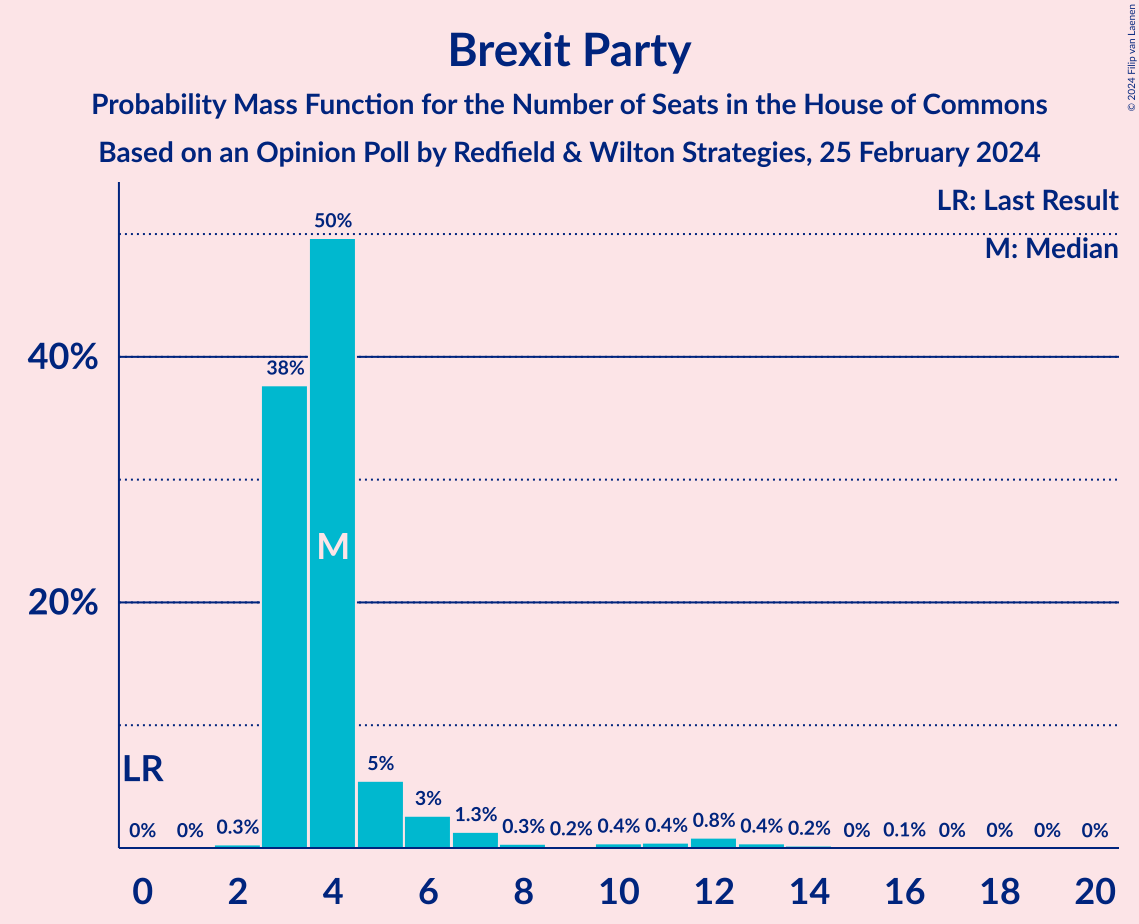 Brexit Party
Probability Mass Function for the Number of Seats in the House of Commons
Based on an Opinion Poll by Redfield & Wilton Strategies, 25 February 2024
© 2024 Filip van Laenen
LR: Last Result
M: Median
50%
40%
38%
M
20%
LR
0% 0% 0.3% 5% 3% 1.3% 0.3% 0.2% 0.4% 0.4% 0.8% 0.4% 0.2% 0% 0.1% 0% 0% 0% 0%
0 2 4 6 8 10 12 14 16 18 20